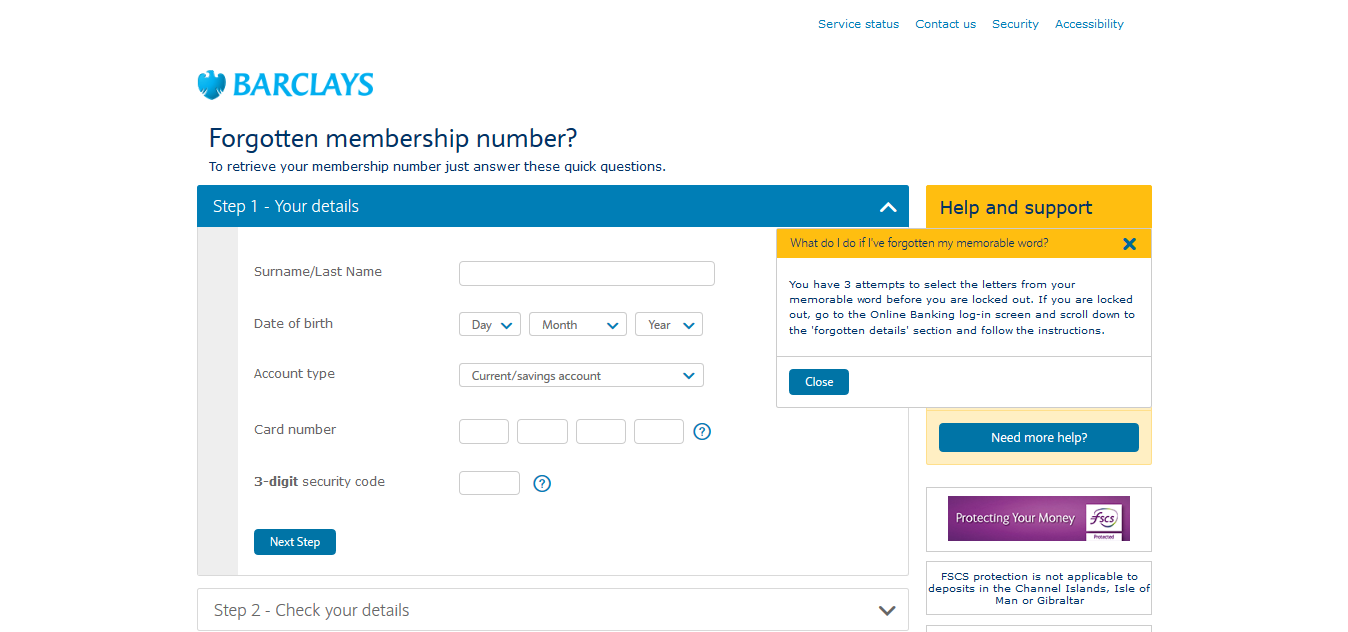 Service status Contact us Security Accessibility
BARCLAYS
Forgotten membership number?
To retrieve your membership number just answer these quick questions.
Step 1 - Your details
Surname/Last Name
Date of birth
Day Month Year
Account type
Current/savings account
Card number
?
3-digit security code
?
Next Step
Step 2 - Check your details
Help and support
What do I do if I've forgotten my memorable word?
You have 3 attempts to select the letters from your
memorable word before you are locked out. If you are locked
out, go to the Online Banking log-in screen and scroll down to
the 'forgotten details' section and follow the instructions.
Close
Need more help?
Protecting Your Money
fscs
Protected
FSCS protection is not applicable to
deposits in the Channel Islands, Isle of
Man or Gibraltar